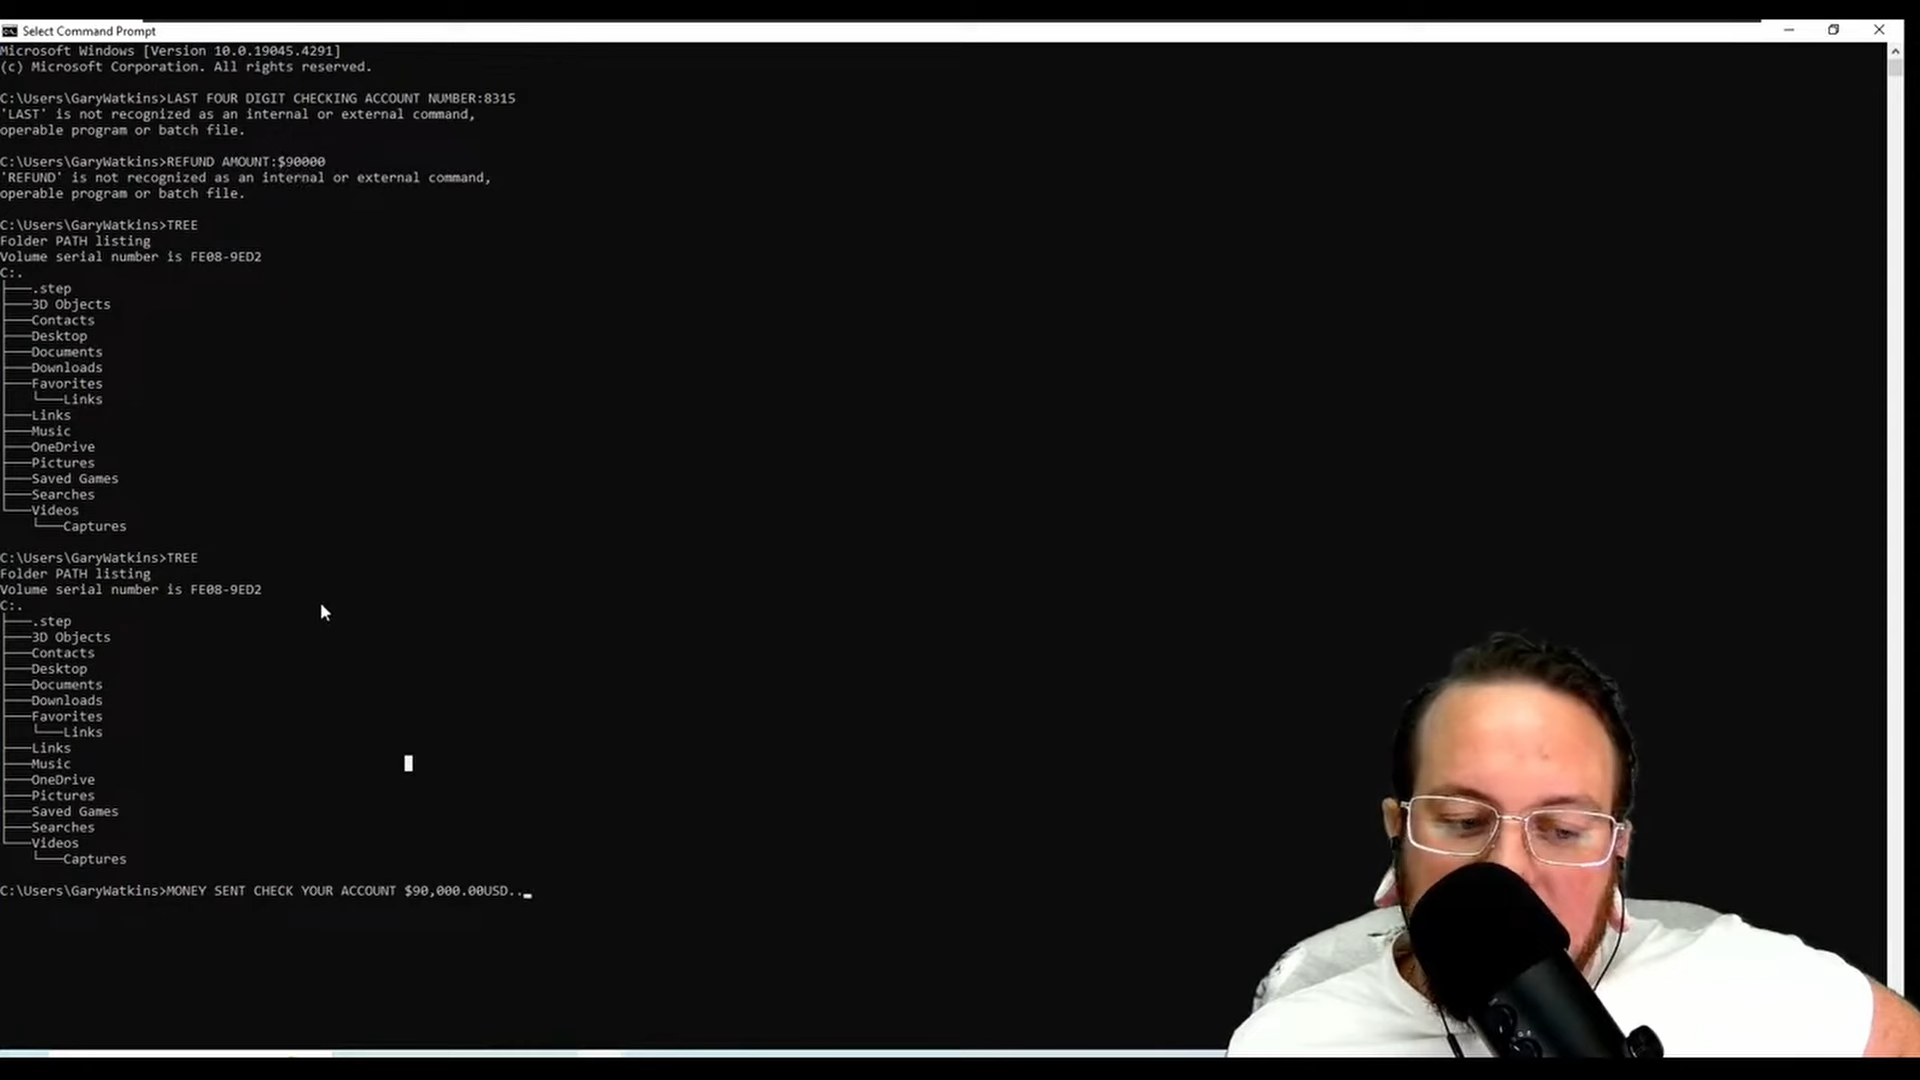 Select Command Prompt
Microsoft Windows [Version 10.0.19045.4291]
(c) Microsoft Corporation. All rights reserved.
C:\Users\GaryWatkins>LAST FOUR DIGIT CHECKING ACCOUNT NUMBER:8315
'LAST' is not recognized as an internal or external command,
operable program or batch file.
C:\Users\GaryWatkins>REFUND AMOUNT:$90000
'REFUND' is not recognized as an internal or external command,
operable program or batch file.
C:\Users\GaryWatkins>TREE
Folder PATH listing
Volume serial number is FE08-9ED2
C:.
.step
3D Objects
Contacts
Desktop
Documents
Downloads
Favorites
Links
Links
Music
OneDrive
Pictures
Saved Games
Searches
Videos
Captures
C:\Users\GaryWatkins>TREE
Folder PATH listing
Volume serial number is FE08-9ED2
C:.
.step
3D Objects
Contacts
Desktop
Documents
Downloads
Favorites
Links
Links
Music
OneDrive
Pictures
Saved Games
Searches
Videos
Captures
C:\Users\GaryWatkins>MONEY SENT CHECK YOUR ACCOUNT $90,000.00USD.._